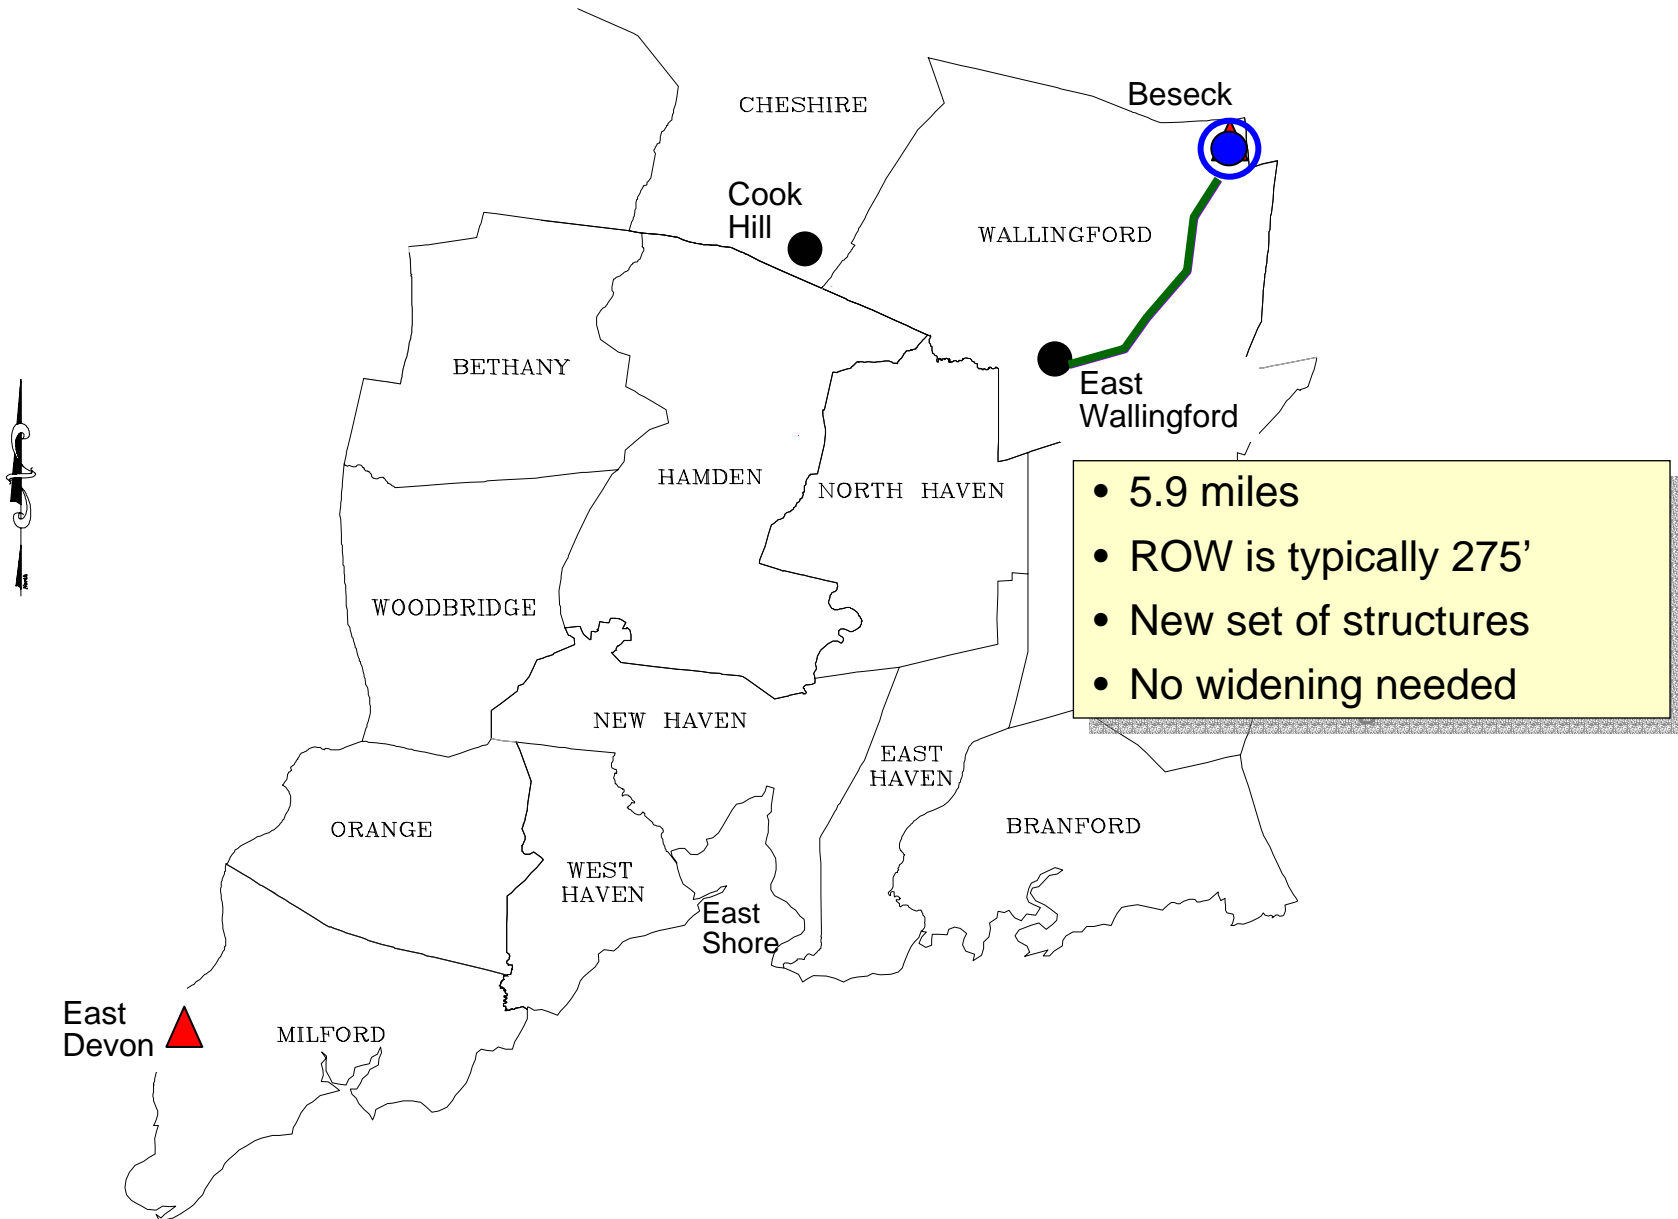 Beseck
CHESHIRE
Cook
Hill
WALLINGFORD
BETHANY
East
Wallingford
HAMDEN
NORTH HAVEN
• 5.9 miles
• ROW is typically 275’
• New set of structures
• No widening needed
WOODBRIDGE
NEW HAVEN
EAST
HAVEN
ORANGE
BRANFORD
WEST
HAVEN
East
Shore
East
Devon
MILFORD